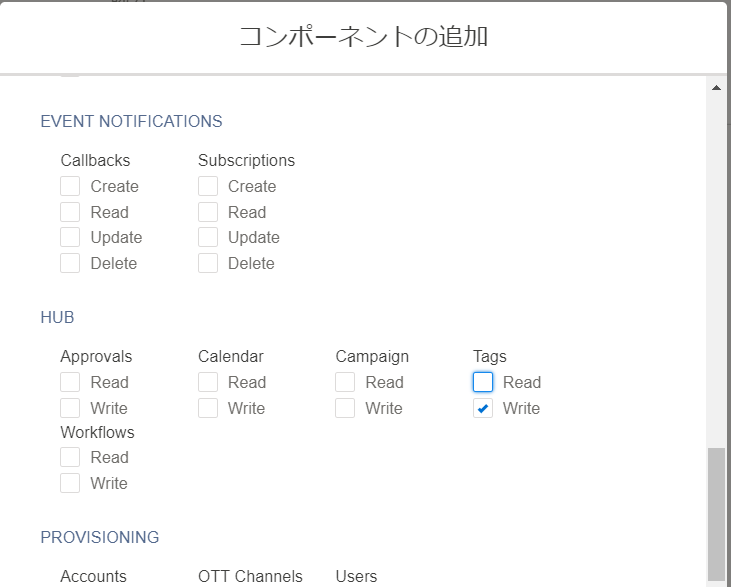 コンポーネントの追加
EVENT NOTIFICATIONS
Callbacks Subscriptions
Create Create
Read Read
Update Update
Delete Delete
HUB
Approvals Calendar Campaign Tags
Read Read Read Read
Write Write Write Write
Workflows
Read
Write
PROVISIONING
Accounts OTT Channels Users